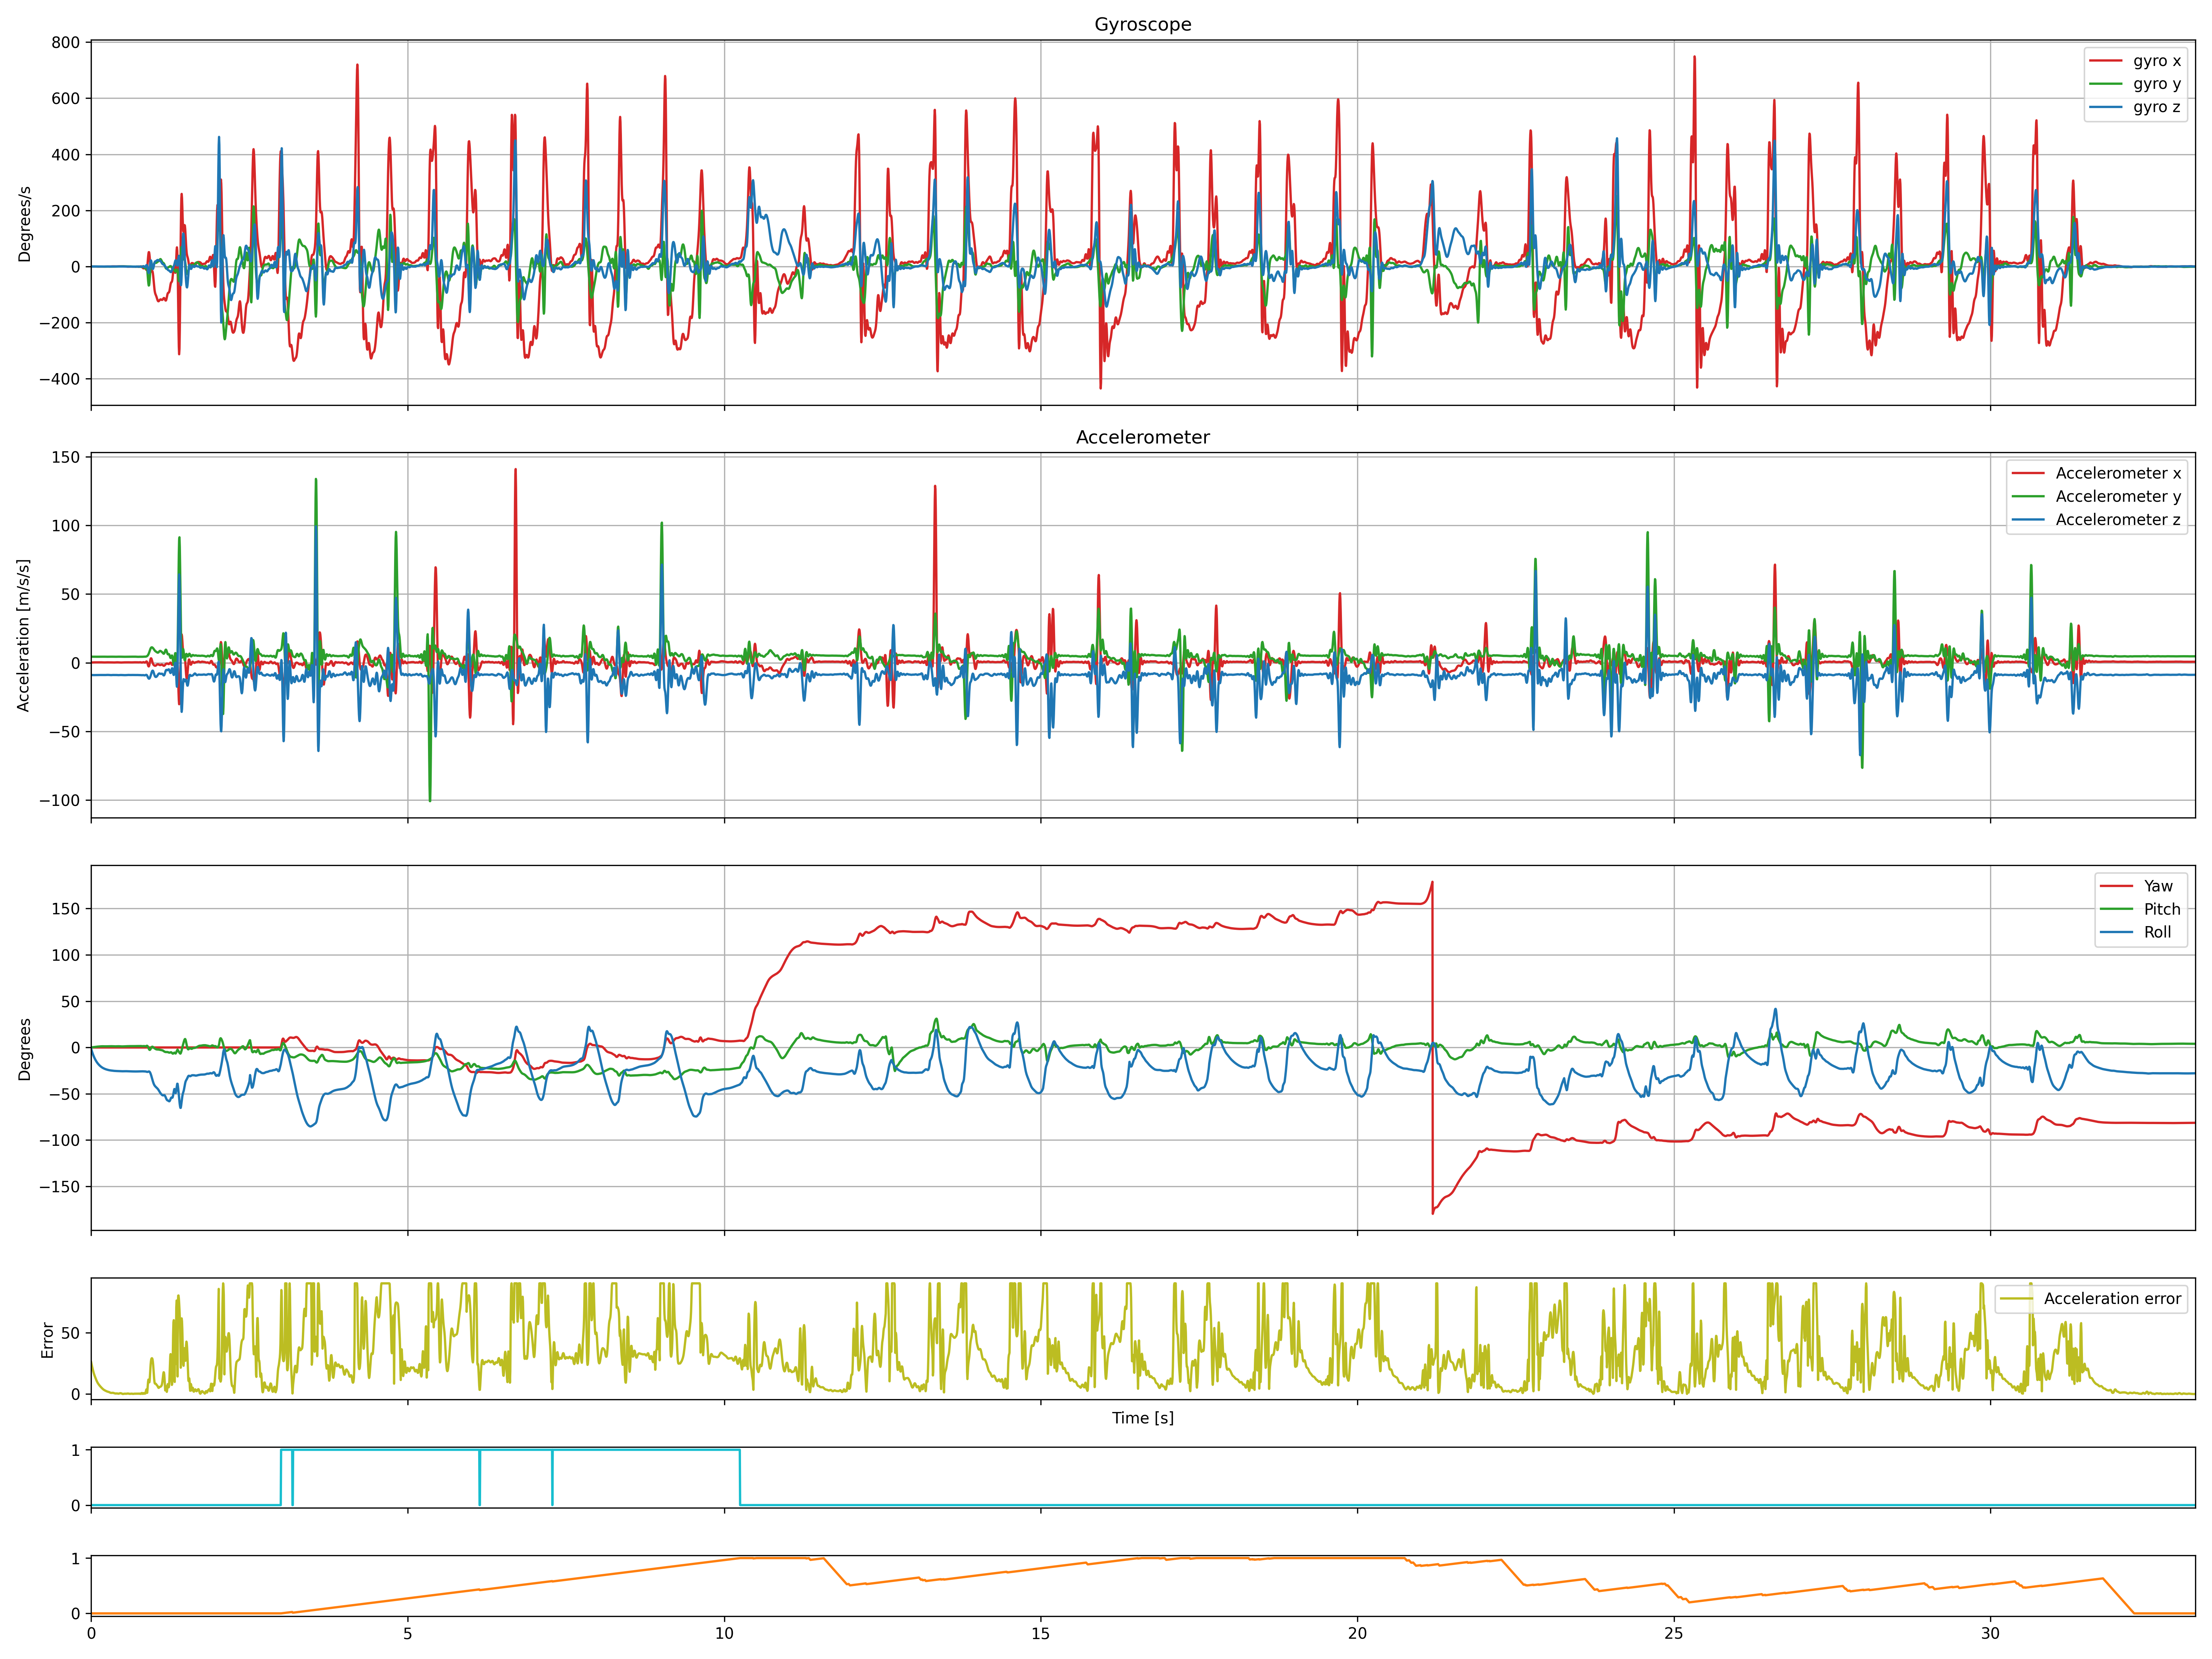 Gyroscope
800
600
400
200
0
−200
−400
Degrees/s
gyro x
gyro y
gyro z
Accelerometer
150
100
50
0
−50
−100
Acceleration [m/s/s]
Accelerometer x
Accelerometer y
Accelerometer z
150
100
50
0
−50
−100
−150
Degrees
Yaw
Pitch
Roll
50
0
Error
Acceleration error
Time [s]
1
0
1
0
0 5 10 15 20 25 30